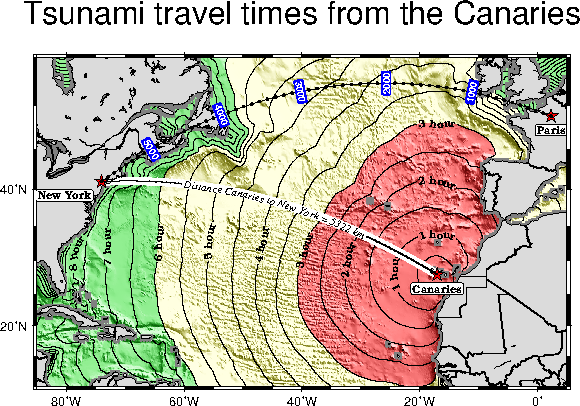 Tsunami travel times from the Canaries
1000
2000
3000
4000
5000
Paris
3 hour
2 hour
1 hour
New York
Distance Canaries to New York = 5377 km
8 hour
7 hour
6 hour
5 hour
4 hour
3 hour
2 hour
1 hour
Canaries
40°N
20°N
80°W
60°W
40°W
20°W
0°